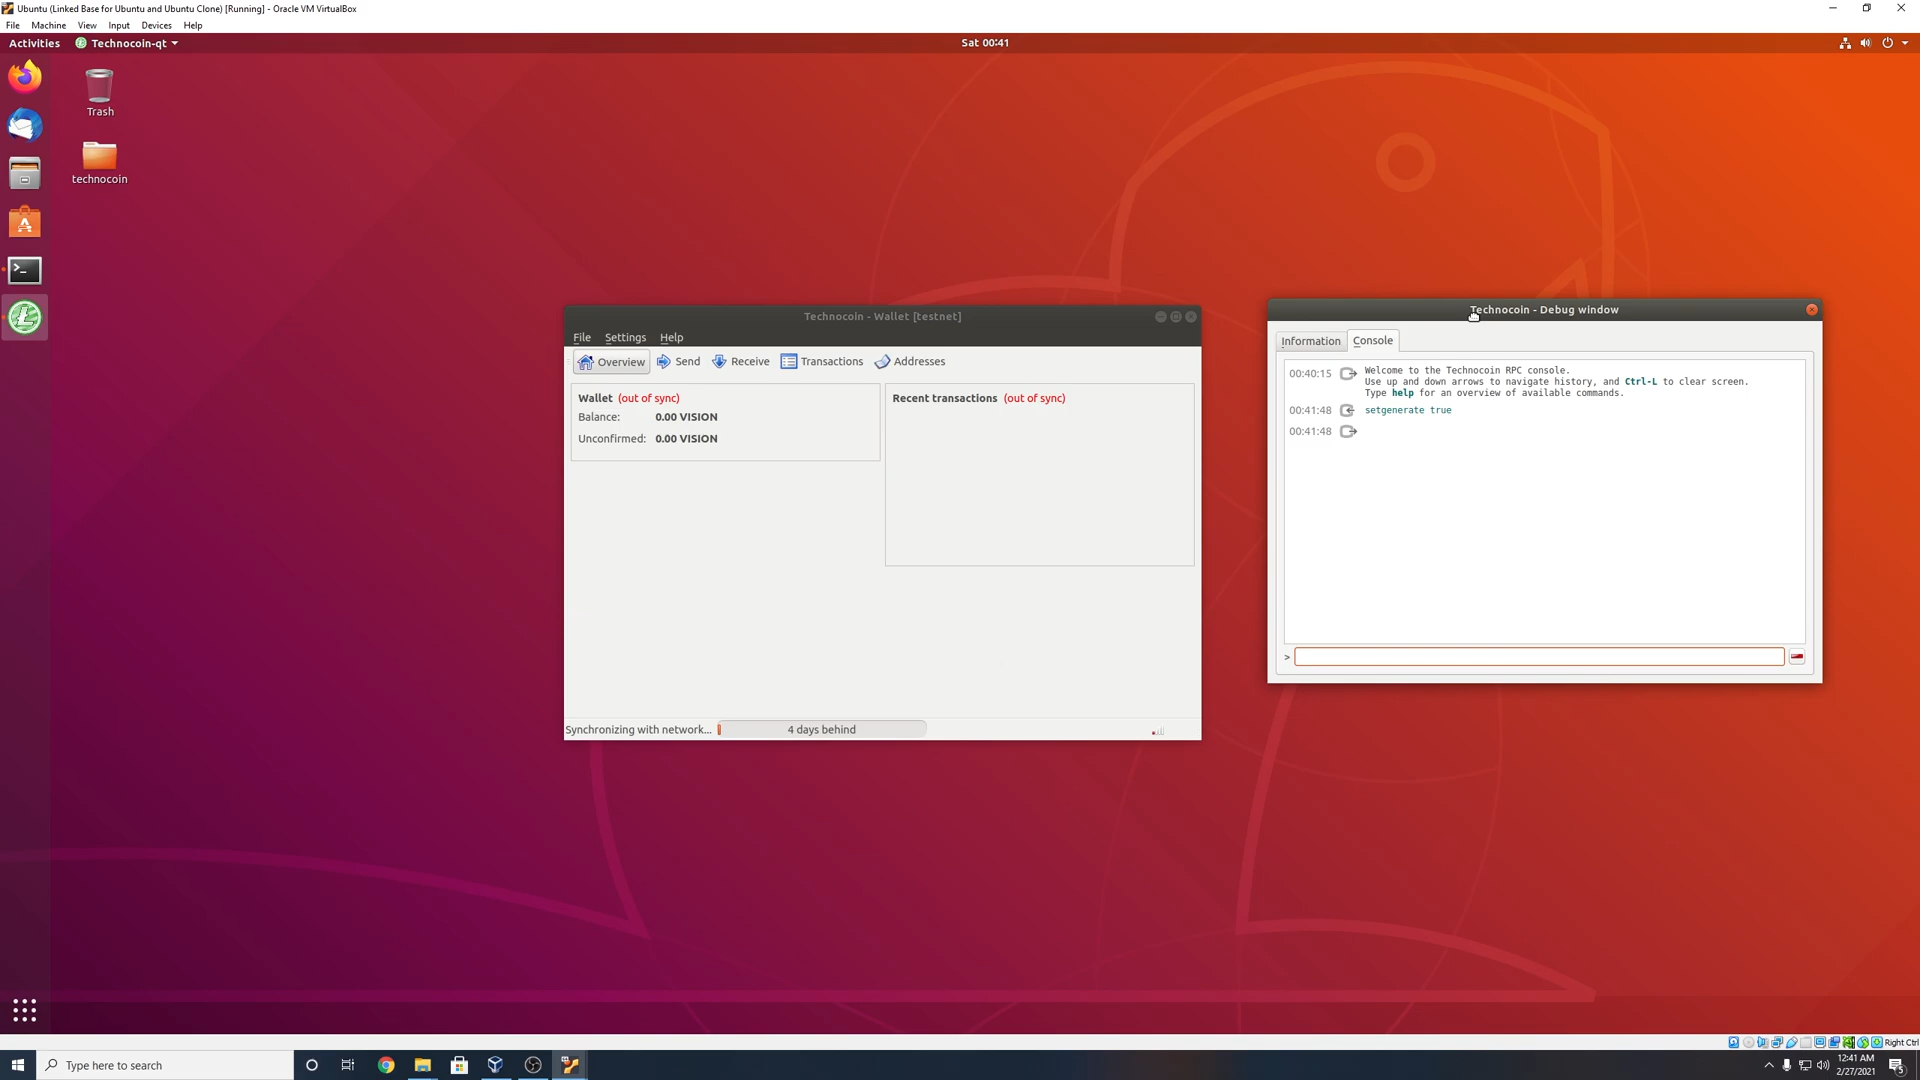 Ubuntu (Linked Base for Ubuntu and Ubuntu Clone) [Running] - Oracle VM VirtualBox
File Machine View Input Devices Help
Activities Technocoin-qt Sat 00:41
Trash
technocoin
Technocoin - Wallet [testnet]
File Settings Help
Overview Send Receive Transactions Addresses
Wallet (out of sync)
Balance: 0.00 VISION
Unconfirmed: 0.00 VISION
Recent transactions (out of sync)
Synchronizing with network... 4 days behind
Technocoin - Debug window
Information Console
00:40:15 Welcome to the Technocoin RPC console.
Use up and down arrows to navigate history, and Ctrl-L to clear screen.
Type help for an overview of available commands.
00:41:48 setgenerate true
00:41:48
>
Right Ctrl
Type here to search
12:41 AM
2/27/2021
5